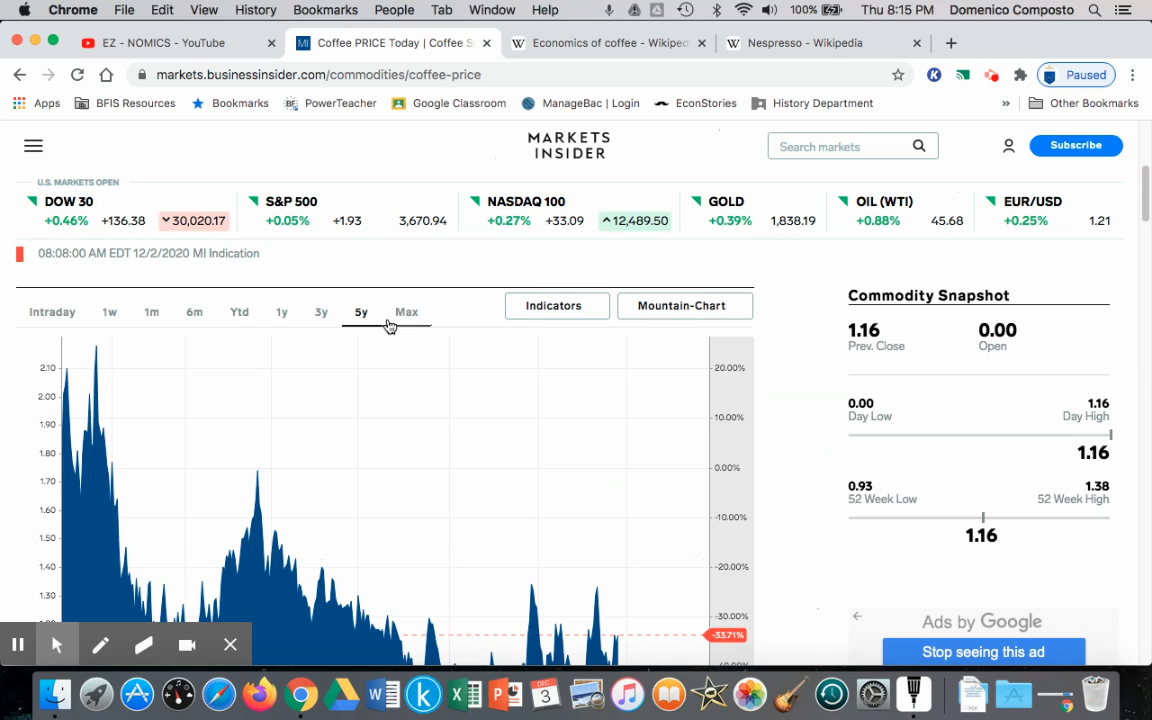 Chrome File Edit View History Bookmarks People Tab Window Help 100% Thu 8:15 PM Domenico Composto
EZ - NOMICS - YouTube Coffee PRICE Today | Coffee S Economics of coffee - Wikiped Nespresso - Wikipedia
markets.businessinsider.com/commodities/coffee-price Paused
Apps BFIS Resources Bookmarks PowerTeacher Google Classroom ManageBac | Login EconStories History Department » Other Bookmarks
MARKETS
INSIDER
Search markets
Subscribe
U.S. MARKETS OPEN
DOW 30 S&P 500 NASDAQ 100 GOLD OIL (WTI) EUR/USD
+0.46% +136.38 30,020.17 +0.05% +1.93 3,670.94 +0.27% +33.09 12,489.50 +0.39% 1,838.19 +0.88% 45.68 +0.25% 1.21
08:08:00 AM EDT 12/2/2020 MI Indication
Intraday 1w 1m 6m Ytd 1y 3y 5y Max Indicators Mountain-Chart
2.10 20.00%
2.00
1.90 10.00%
1.80
1.70 0.00%
1.60
-10.00%
1.50
1.40 -20.00%
1.30
-30.00%
-33.71%
Commodity Snapshot
1.16 0.00
Prev. Close Open
0.00 1.16
Day Low Day High
1.16
0.93 1.38
52 Week Low 52 Week High
1.16
Ads by Google
Stop seeing this ad
DEC
3